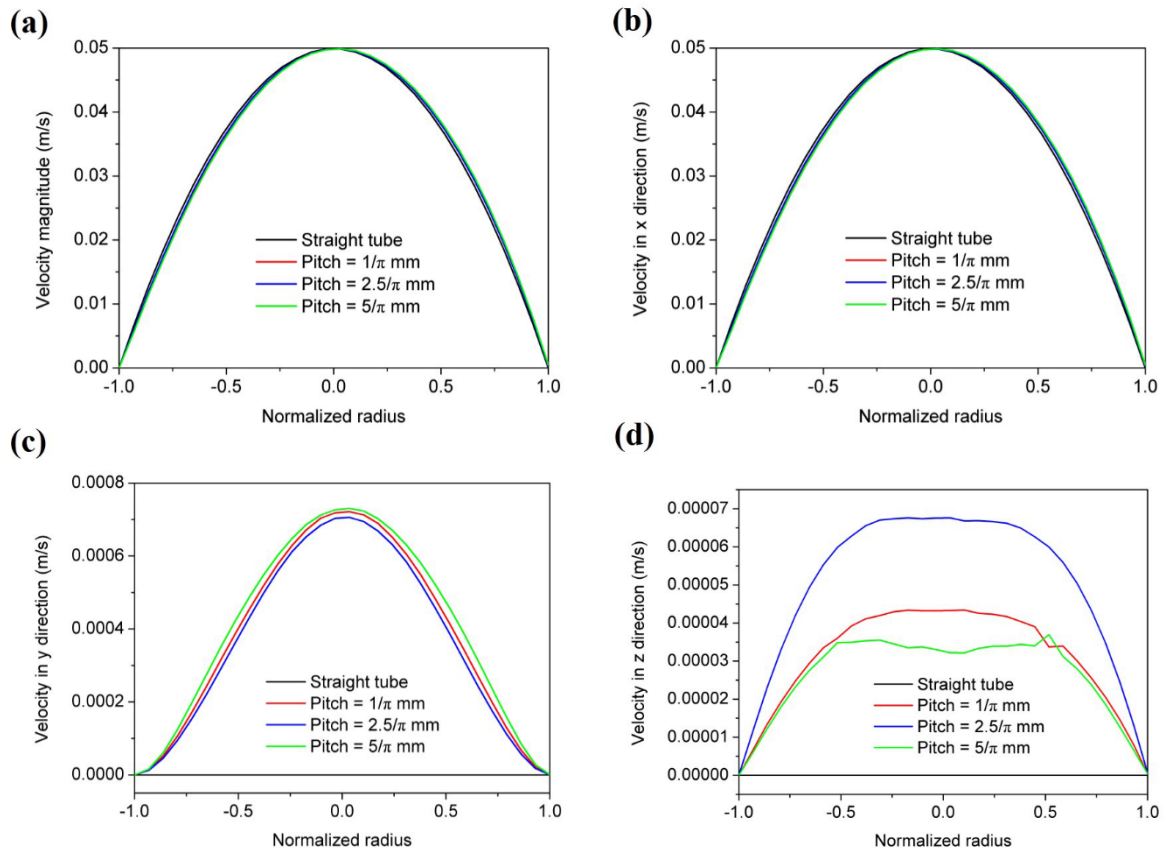 (a)
0.05
0.04
0.03
0.02
0.01
0.00
Velocity magnitude (m/s)
Straight tube
Pitch = 1/π mm
Pitch = 2.5/π mm
Pitch = 5/π mm
-1.0 -0.5 0.0 0.5 1.0
Normalized radius
(b)
0.05
0.04
0.03
0.02
0.01
0.00
Velocity in x direction (m/s)
Straight tube
Pitch = 1/π mm
Pitch = 2.5/π mm
Pitch = 5/π mm
-1.0 -0.5 0.0 0.5 1.0
Normalized radius
(c)
0.0008
0.0006
0.0004
0.0002
0.0000
Velocity in y direction (m/s)
Straight tube
Pitch = 1/π mm
Pitch = 2.5/π mm
Pitch = 5/π mm
-1.0 -0.5 0.0 0.5 1.0
Normalized radius
(d)
0.00007
0.00006
0.00005
0.00004
0.00003
0.00002
0.00001
0.00000
Velocity in z direction (m/s)
Straight tube
Pitch = 1/π mm
Pitch = 2.5/π mm
Pitch = 5/π mm
-1.0 -0.5 0.0 0.5 1.0
Normalized radius